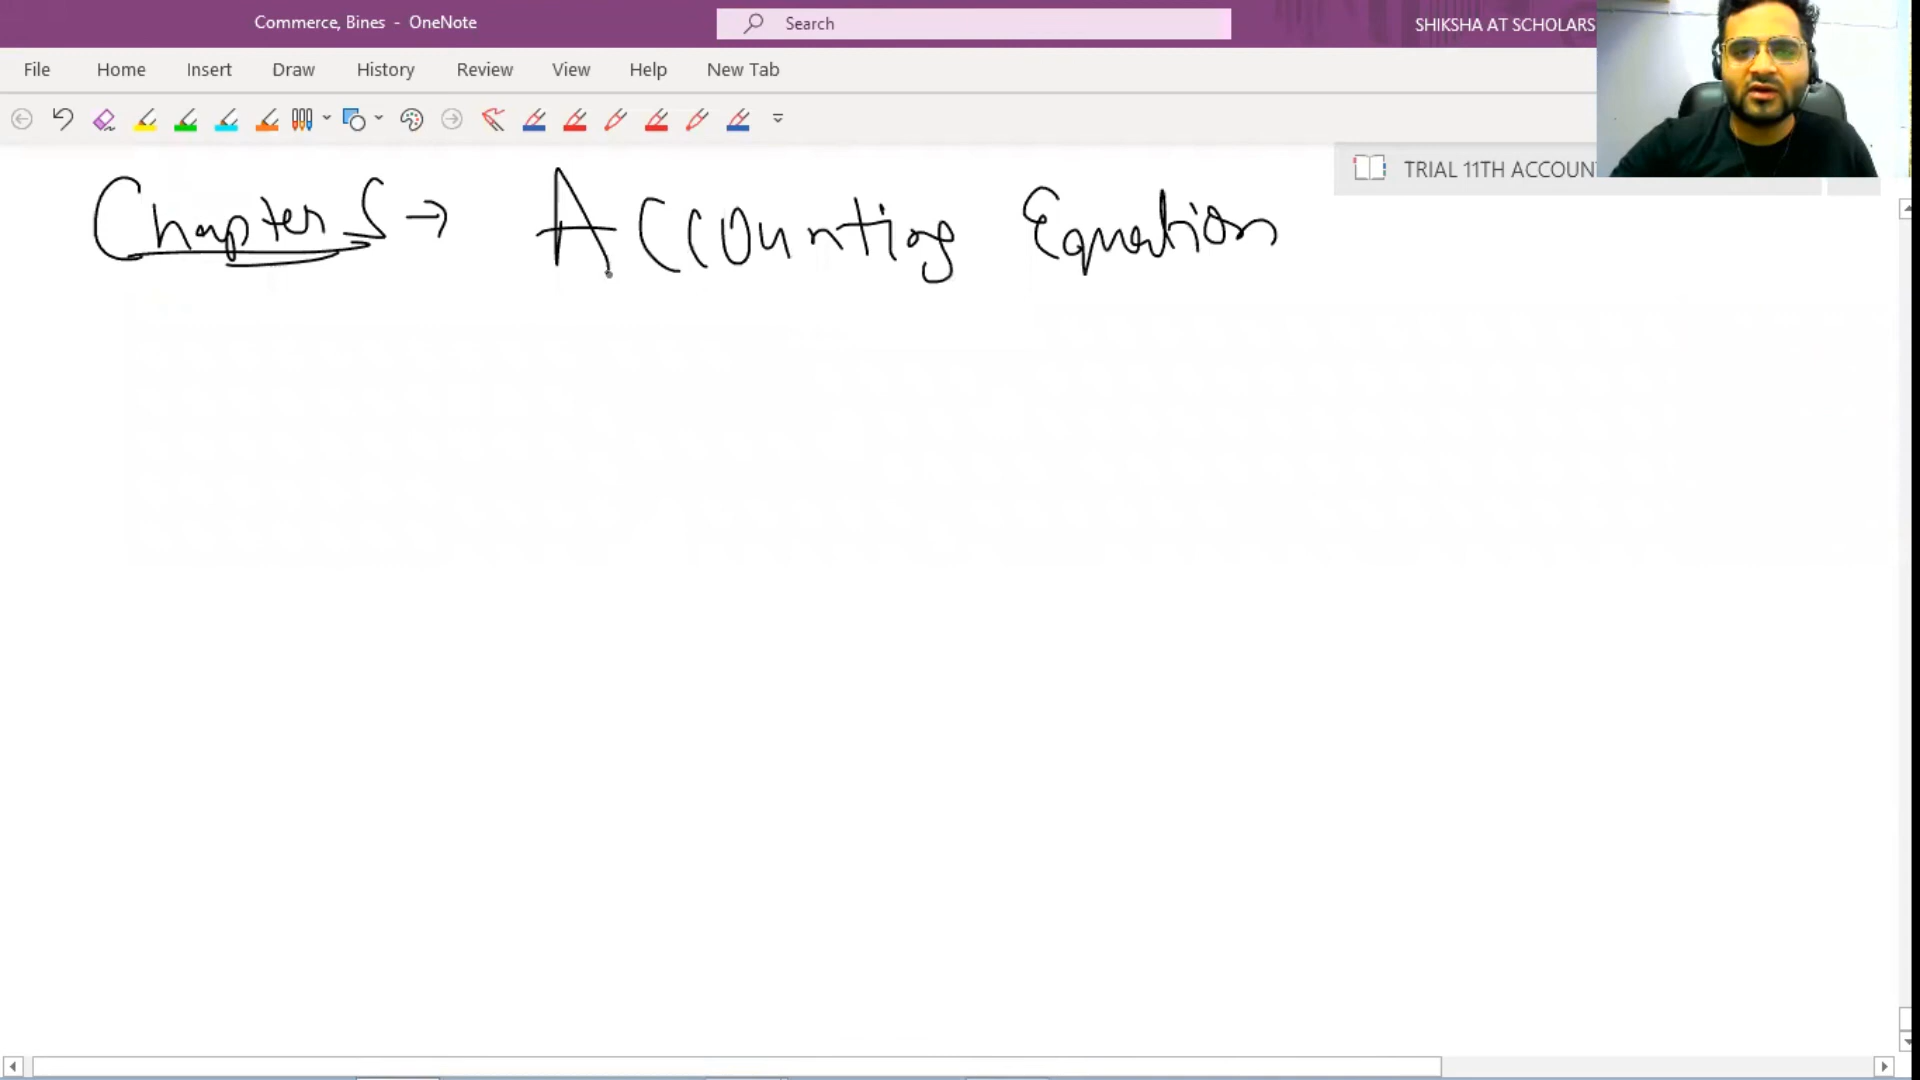 Commerce, Bines - OneNote
Search
SHIKSHA AT SCHOLARS
File Home Insert Draw History Review View Help New Tab
TRIAL 11TH ACCOUN
Chapter 5 → Accounting Equation